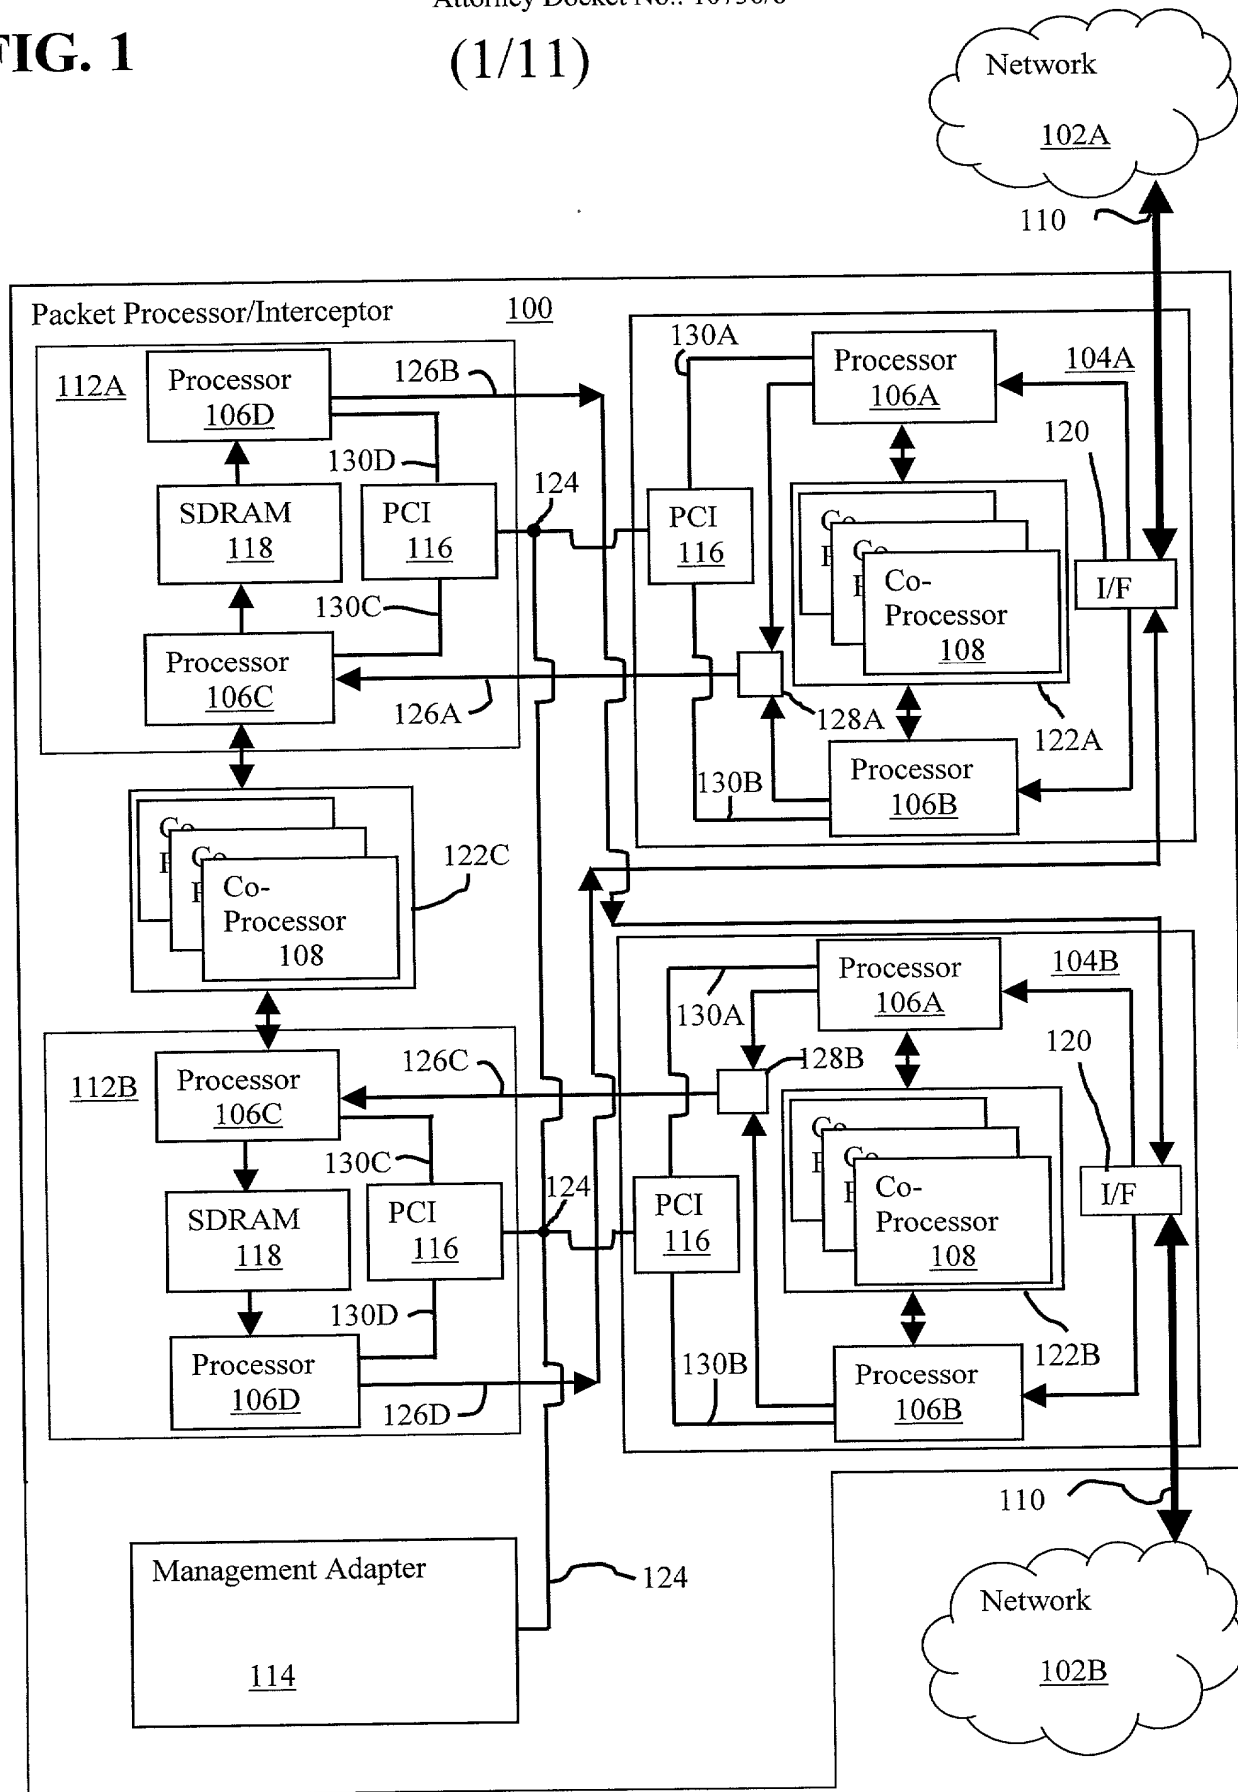 Attorney Docket No.: 10736/6
FIG. 1
(1/11)
Network
102A
110
Packet Processor/Interceptor 100
112A
Processor
106D
126B
130D
SDRAM
118
PCI
116
124
130C
Processor
106C
126A
130A
Processor
106A
104A
120
PCI
116
Co-
Processor
108
I/F
128A
122A
130B
Processor
106B
Co-
Processor
108
122C
112B
Processor
106C
126C
130C
SDRAM
118
PCI
116
124
130D
Processor
106D
126D
130A
Processor
106A
104B
128B
120
PCI
116
Co-
Processor
108
I/F
122B
130B
Processor
106B
110
Management Adapter
114
124
Network
102B